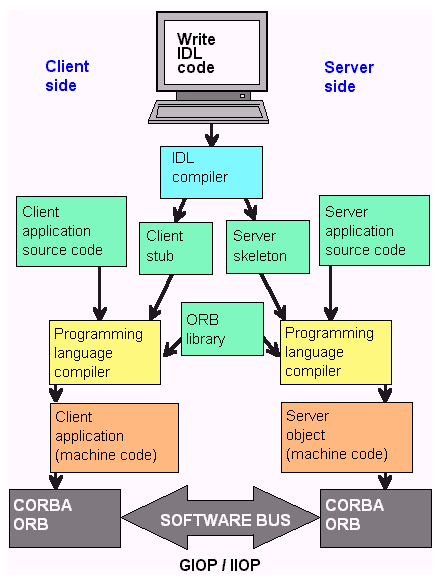 Write
IDL
code
Client
side
Server
side
IDL
compiler
Client
application
source code
Client
stub
Server
skeleton
Server
application
source code
ORB
library
Programming
language
compiler
Programming
language
compiler
Client
application
(machine code)
Server
object
(machine code)
CORBA
ORB
SOFTWARE BUS
CORBA
ORB
GIOP / IIOP